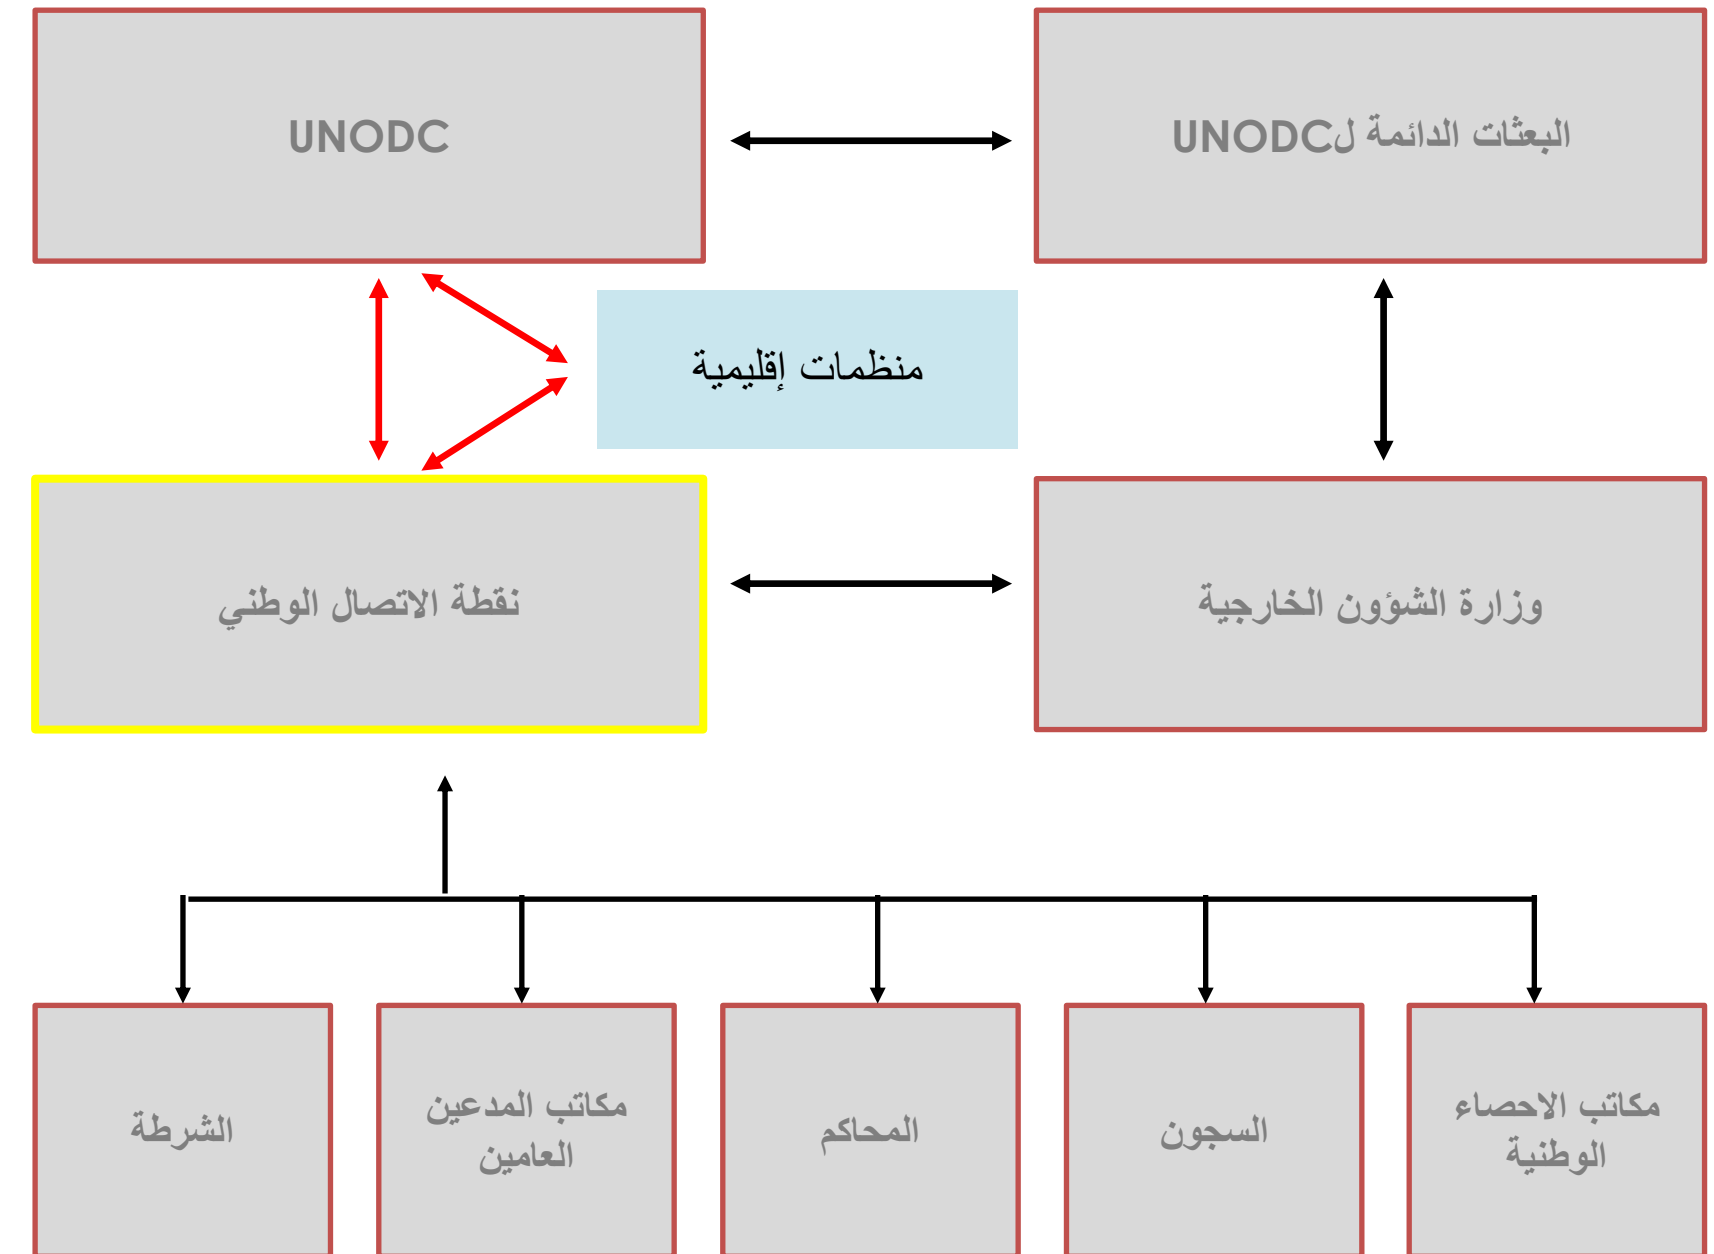 البعثات الدائمة لUNODC
UNODC
منظمات إقليمية
وزارة الشؤون الخارجية
نقطة الاتصال الوطني
مكاتب الاحصاء
الوطنية
السجون
المحاكم
مكاتب المدعين
العامين
الشرطة